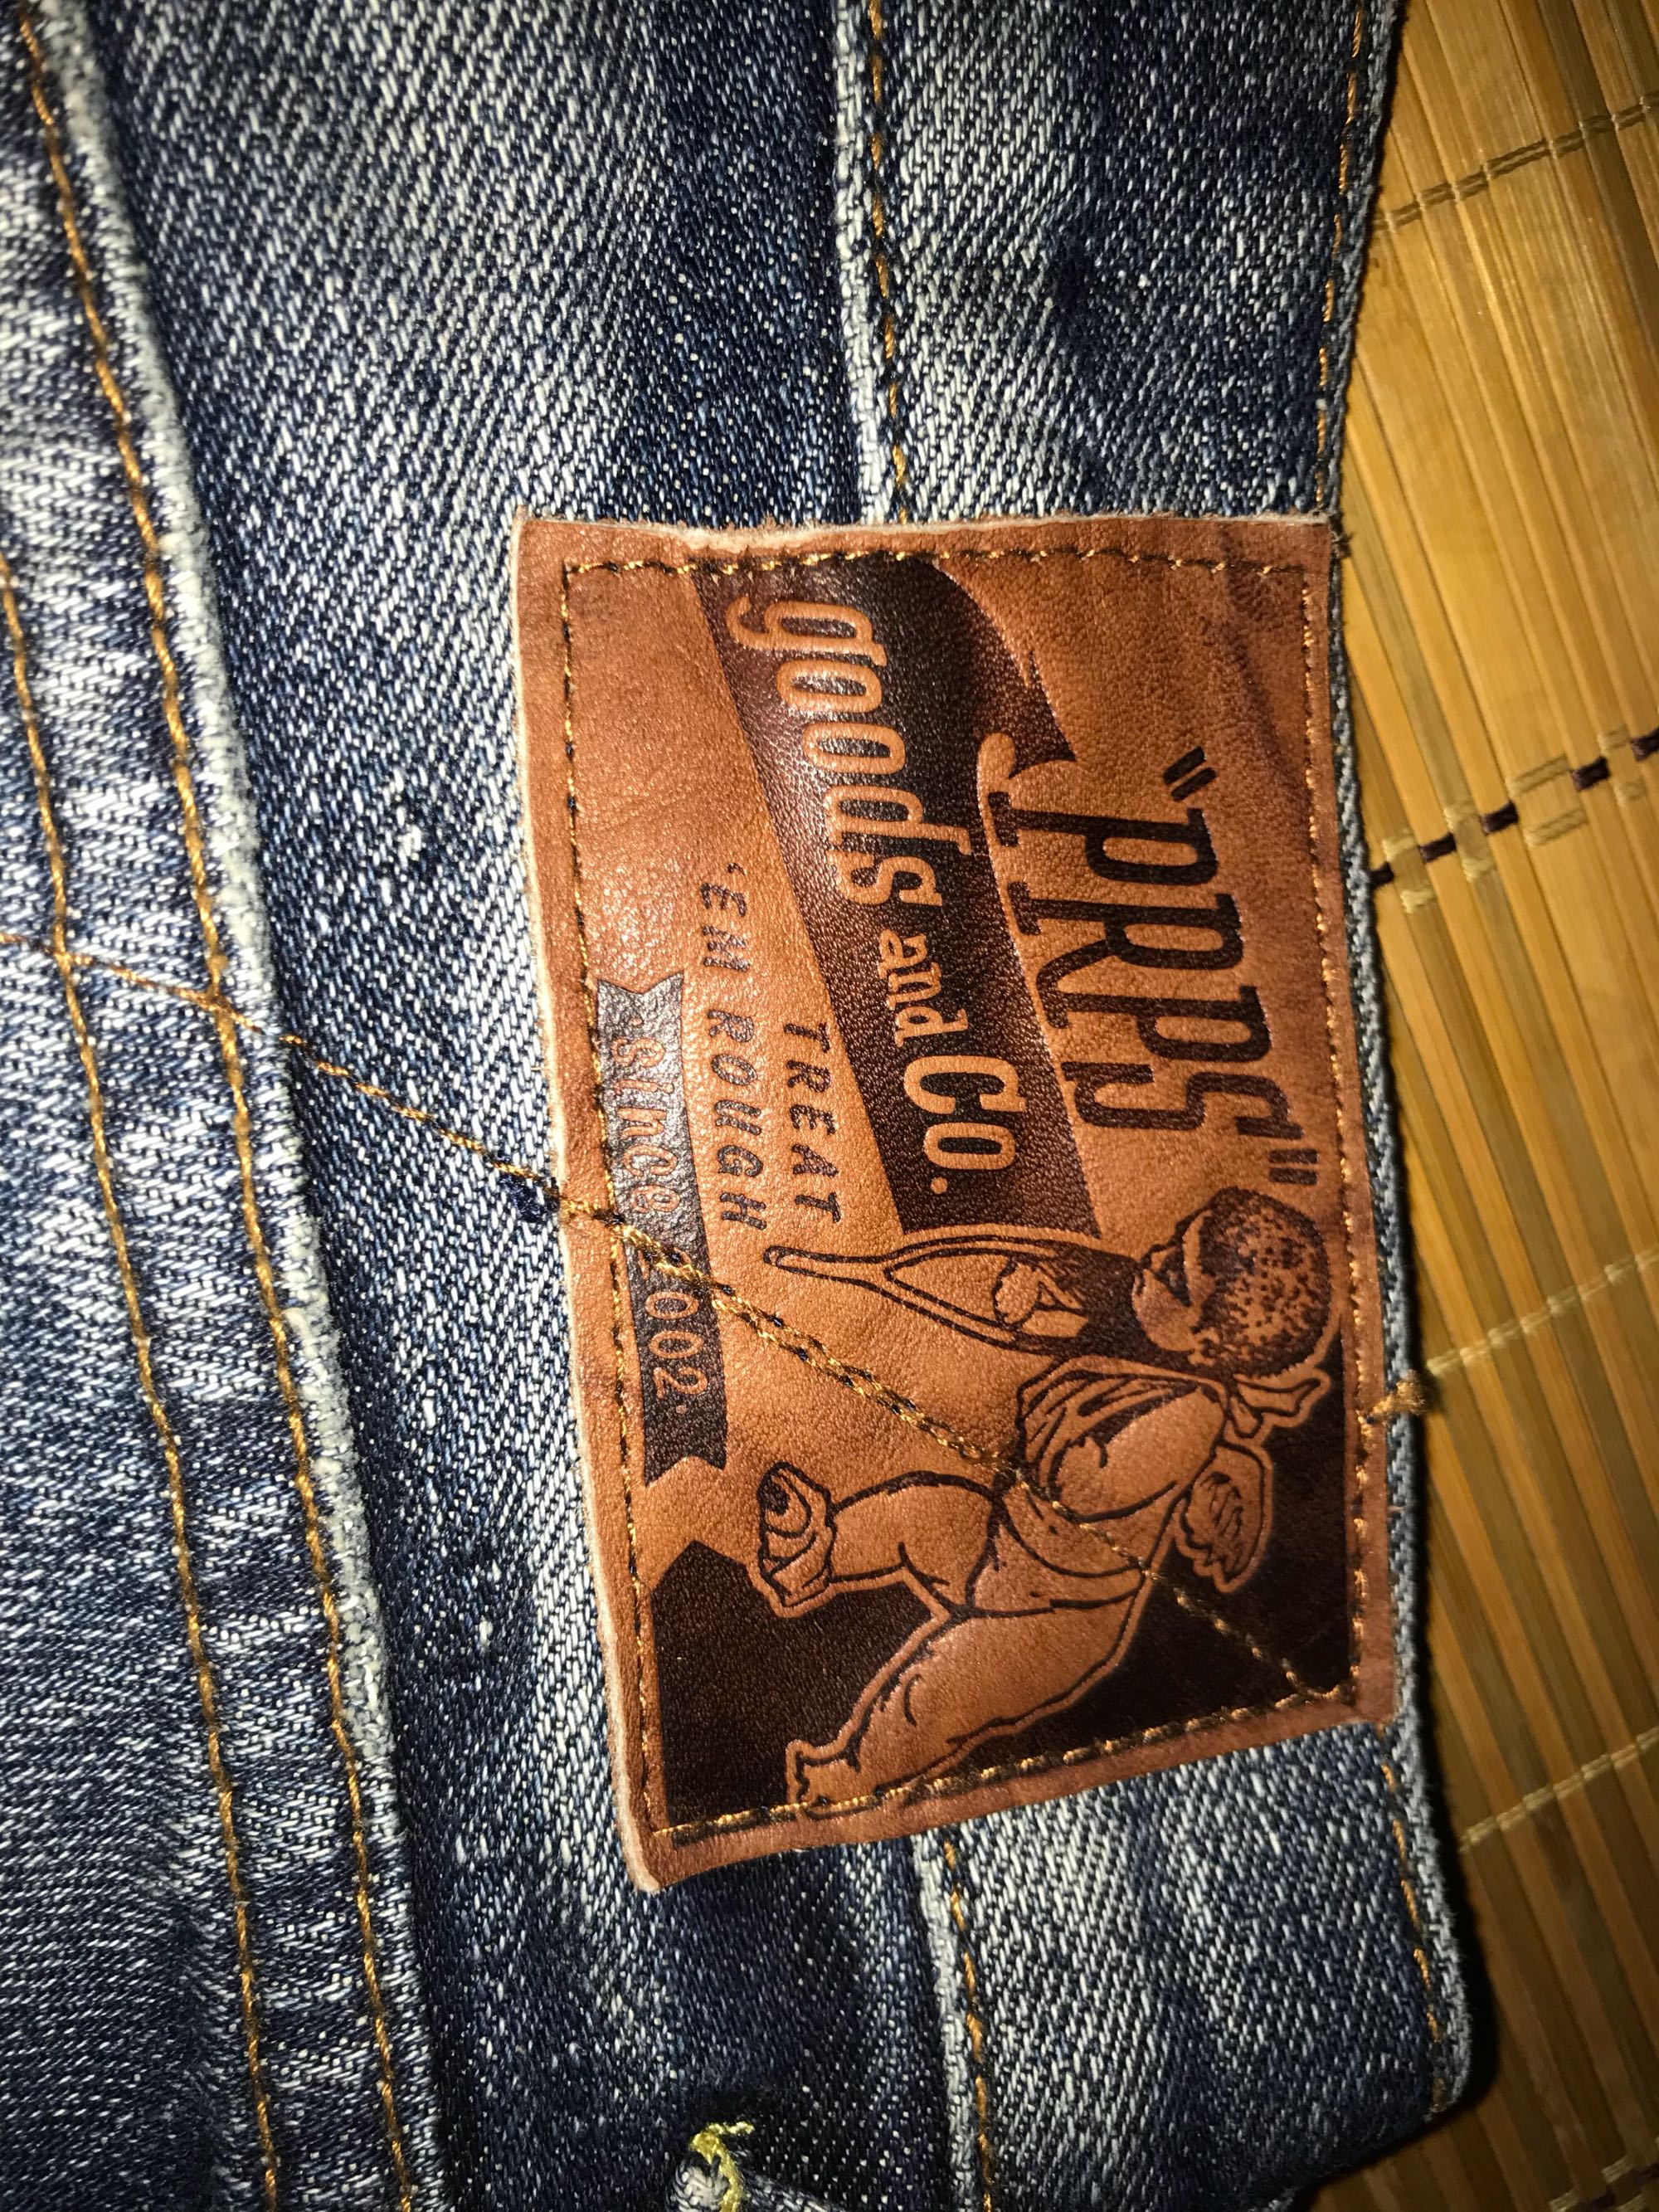 "PRPS"
goods and Co.
TREAT
'EM ROUGH
since 2002.